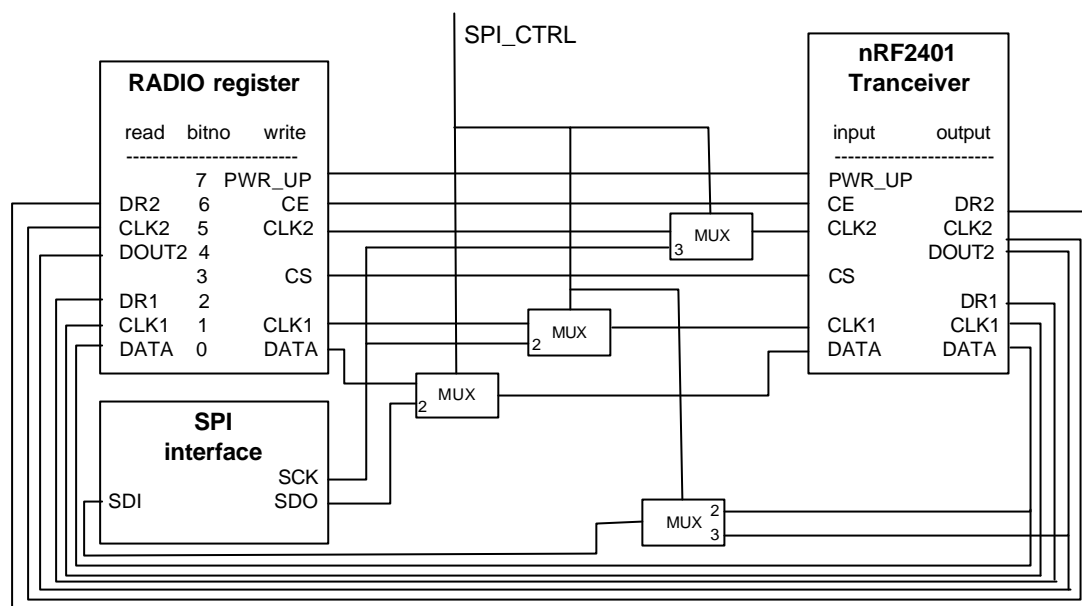 SPI_CTRL
RADIO register
read bitno write
---------------------------
7 PWR_UP
DR2 6 CE
CLK2 5 CLK2
DOUT2 4
3 CS
DR1 2
CLK1 1 CLK1
DATA 0 DATA
SPI
interface
SCK
SDI SDO
MUX
3
MUX
2
MUX
2
MUX 2
3
nRF2401
Tranceiver
input output
-------------------------
PWR_UP
CE DR2
CLK2 CLK2
DOUT2
CS
DR1
CLK1 CLK1
DATA DATA